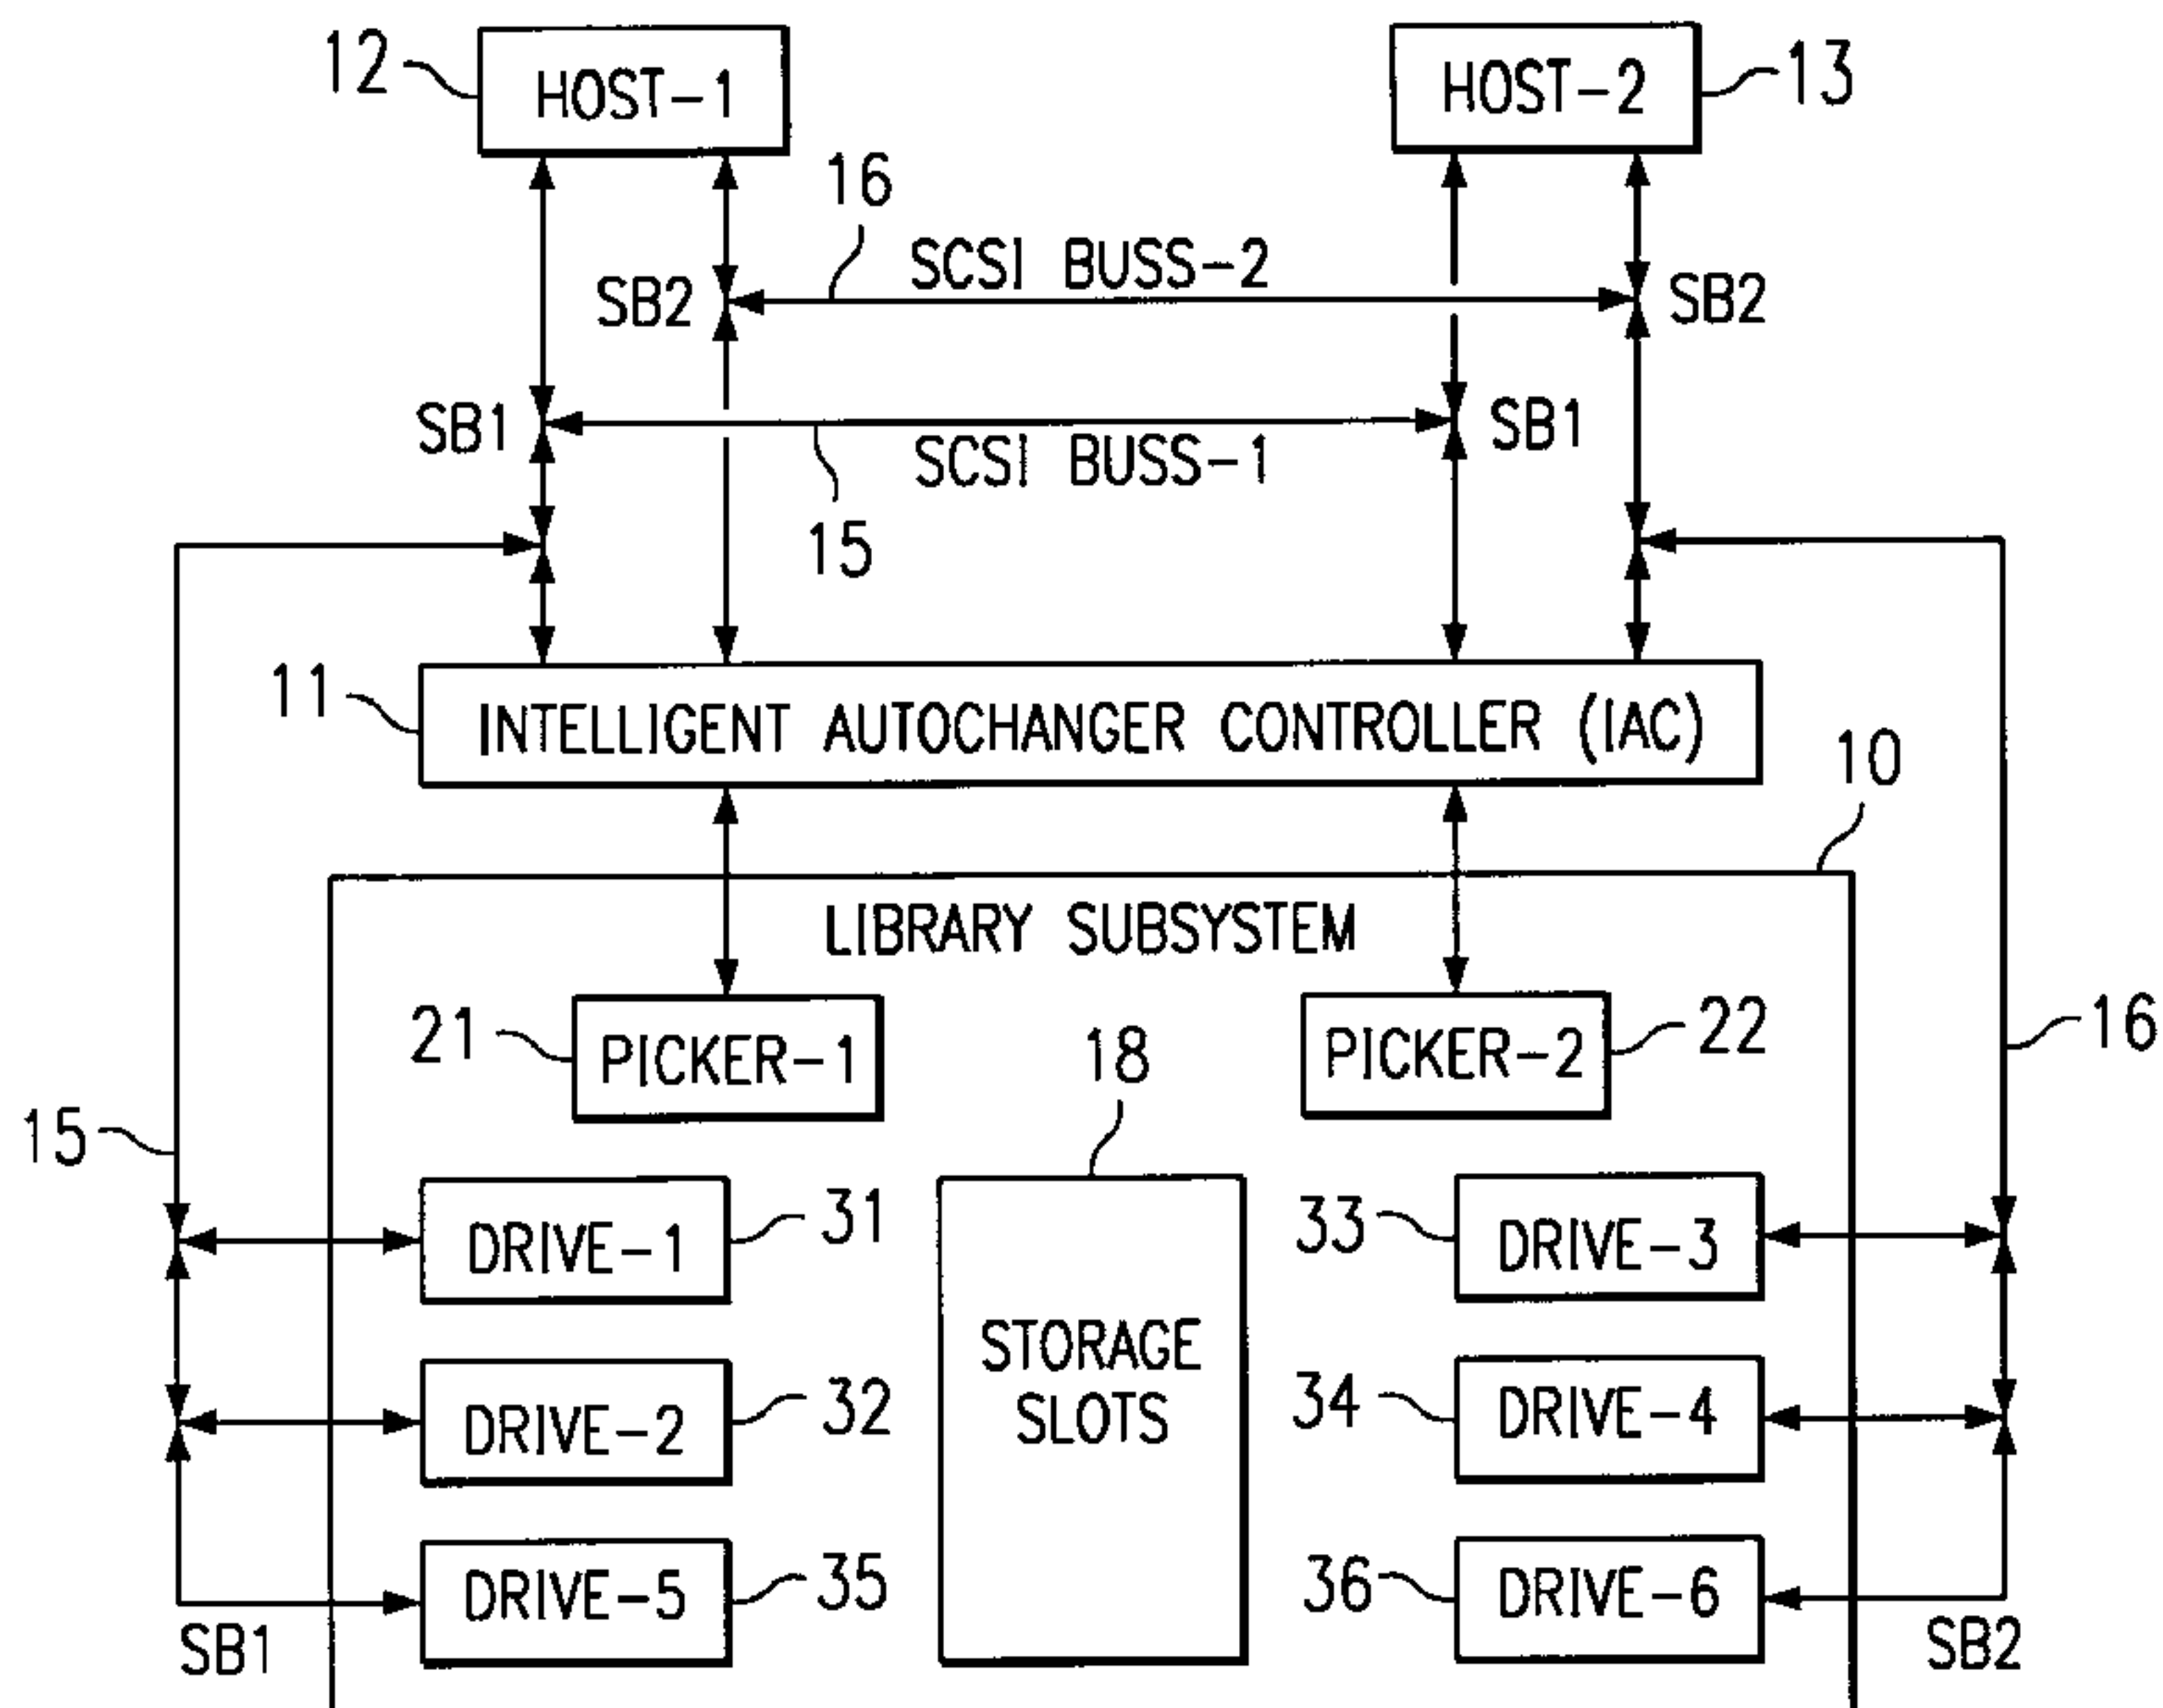 12
HOST-1
HOST-2
13
16
SCSI BUSS-2
SB2
SB2
SB1
SB1
SCSI BUSS-1
15
11
INTELLIGENT AUTOCHANGER CONTROLLER (IAC)
10
LIBRARY SUBSYSTEM
21
PICKER-1
18
PICKER-2
22
16
15
DRIVE-1
31
33
DRIVE-3
STORAGE
SLOTS
DRIVE-2
32
34
DRIVE-4
DRIVE-5
35
36
DRIVE-6
SB1
SB2